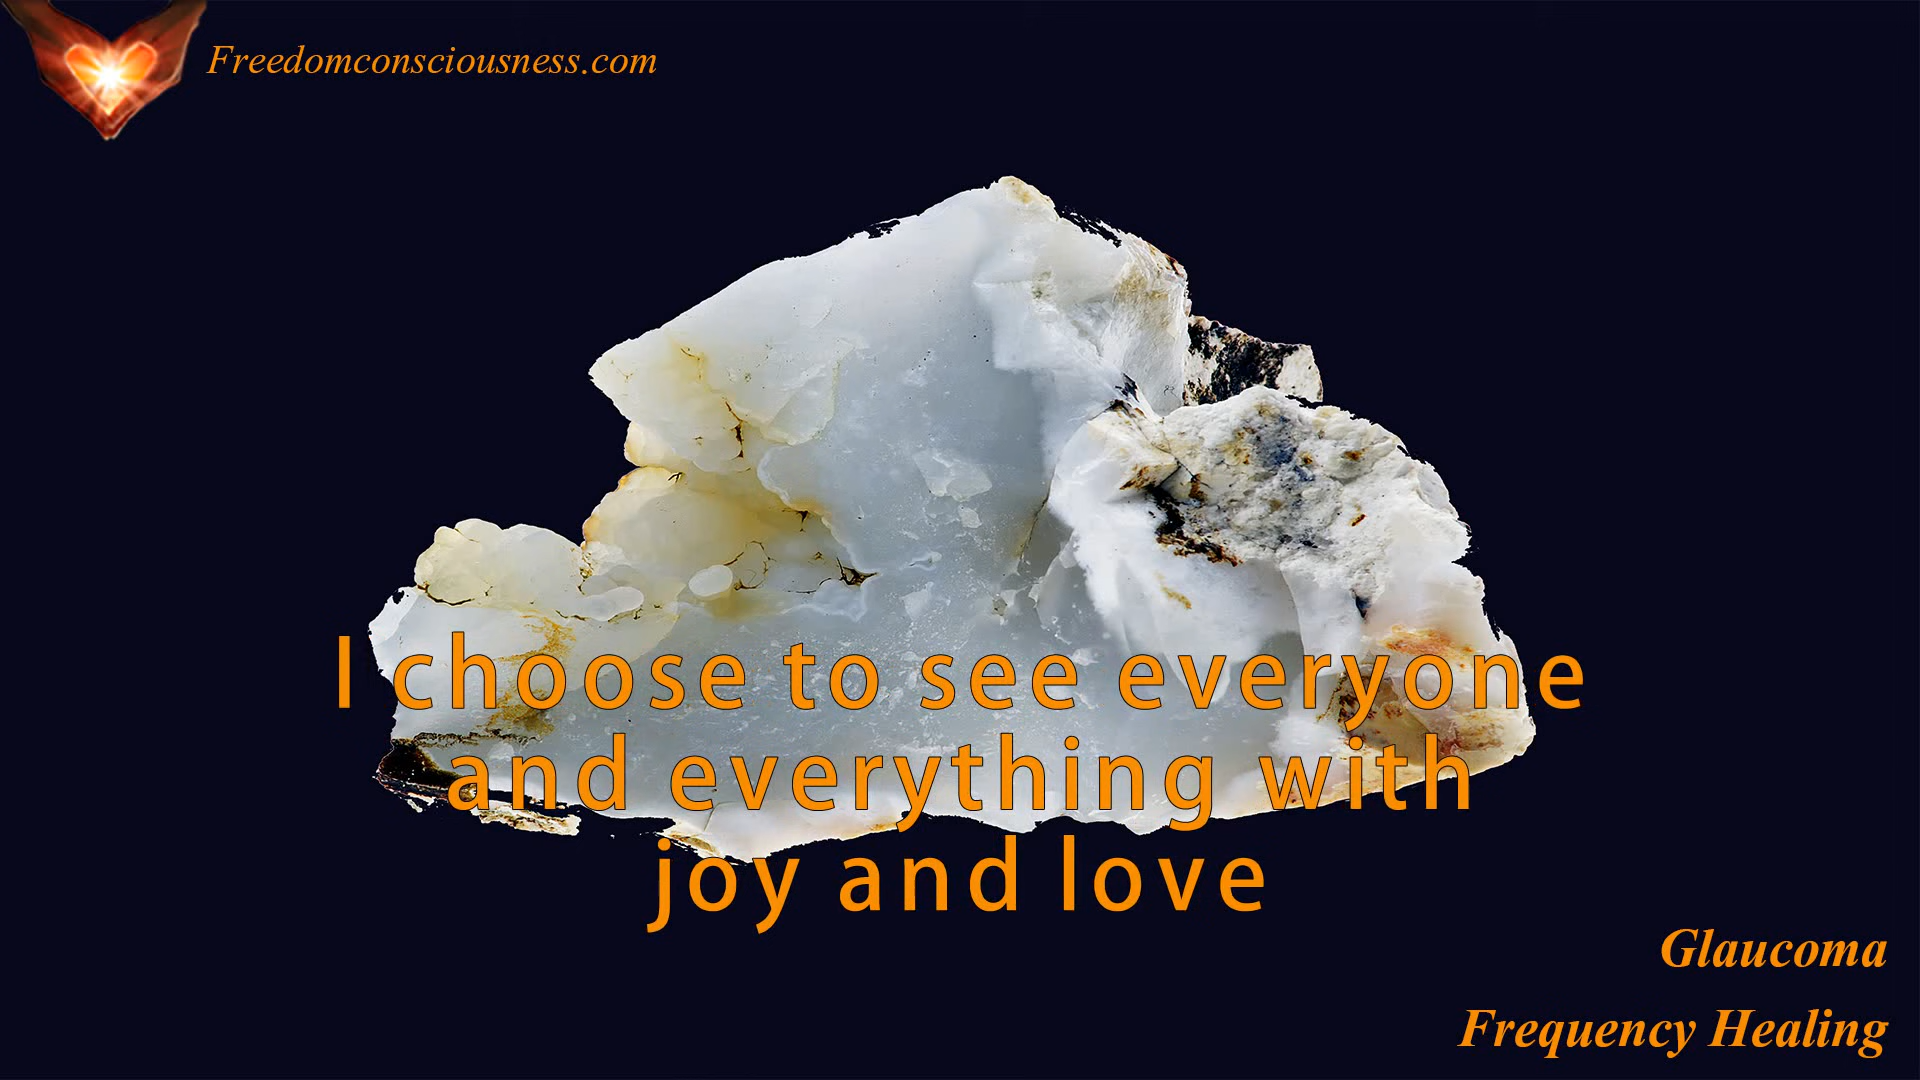 Freedomconsciousness.com
I choose to see everyone
and everything with
joy and love
Glaucoma
Frequency Healing